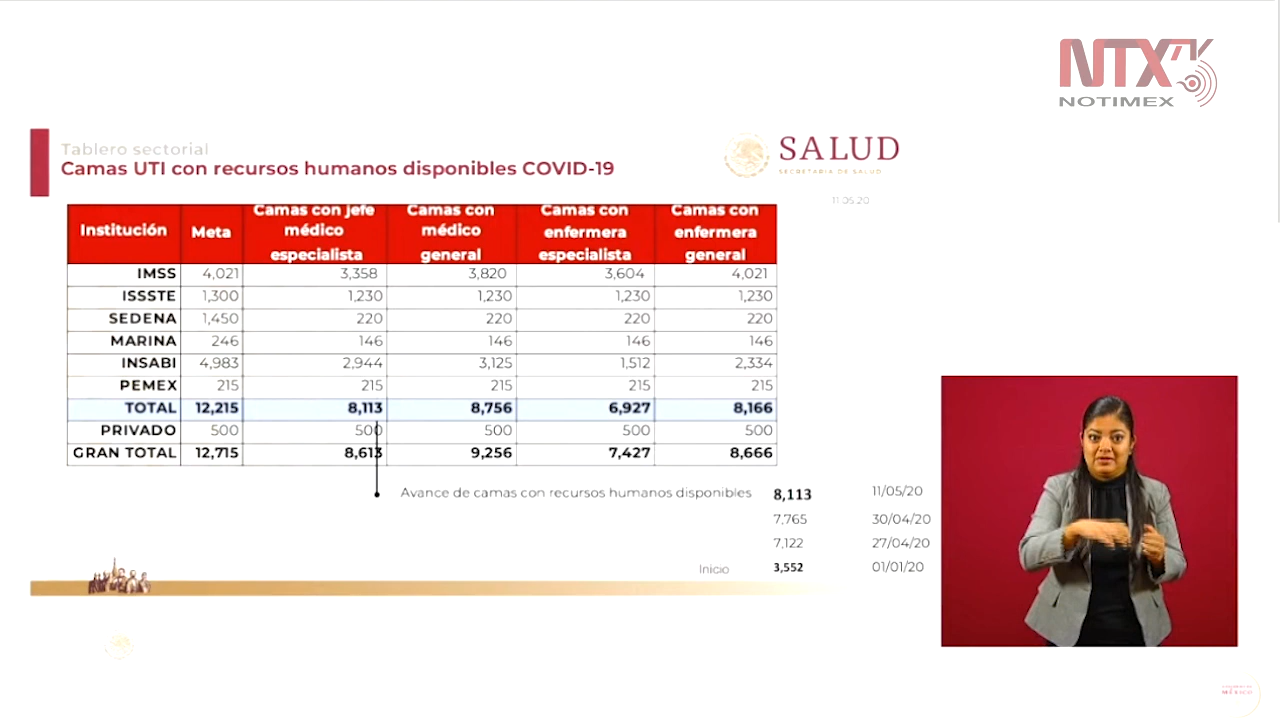 NTX
NOTIMEX
Tablero sectorial
Camas UTI con recursos humanos disponibles COVID-19
SALUD
SECRETARÍA DE SALUD
11.05.20
Institución Meta Camas con jefe médico especialista Camas con médico general Camas con enfermera especialista Camas con enfermera general
IMSS 4,021 3,358 3,820 3,604 4,021
ISSSTE 1,300 1,230 1,230 1,230 1,230
SEDENA 1,450 220 220 220 220
MARINA 246 146 146 146 146
INSABI 4,983 2,944 3,125 1,512 2,334
PEMEX 215 215 215 215 215
TOTAL 12,215 8,113 8,756 6,927 8,166
PRIVADO 500 500 500 500 500
GRAN TOTAL 12,715 8,613 9,256 7,427 8,666
Avance de camas con recursos humanos disponibles 8,113 11/05/20
7,765 30/04/20
7,122 27/04/20
Inicio 3,552 01/01/20
MÉXICO